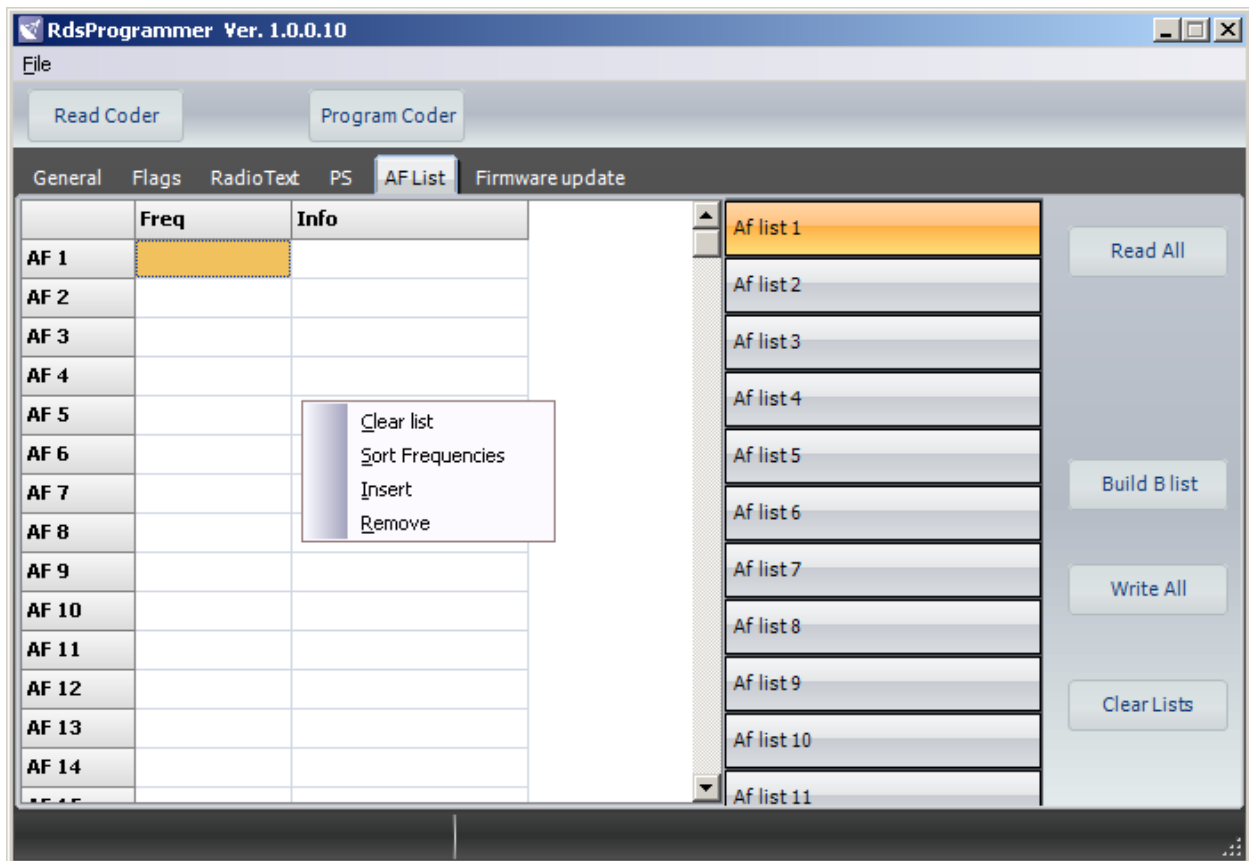 RdsProgrammer Ver. 1.0.0.10
File
Read Coder Program Coder
General Flags RadioText PS AF List Firmware update
Freq Info
AF 1
AF 2
AF 3
AF 4
AF 5
AF 6
AF 7
AF 8
AF 9
AF 10
AF 11
AF 12
AF 13
AF 14
Clear list
Sort Frequencies
Insert
Remove
Af list 1
Af list 2
Af list 3
Af list 4
Af list 5
Af list 6
Af list 7
Af list 8
Af list 9
Af list 10
Af list 11
Read All
Build B list
Write All
Clear Lists